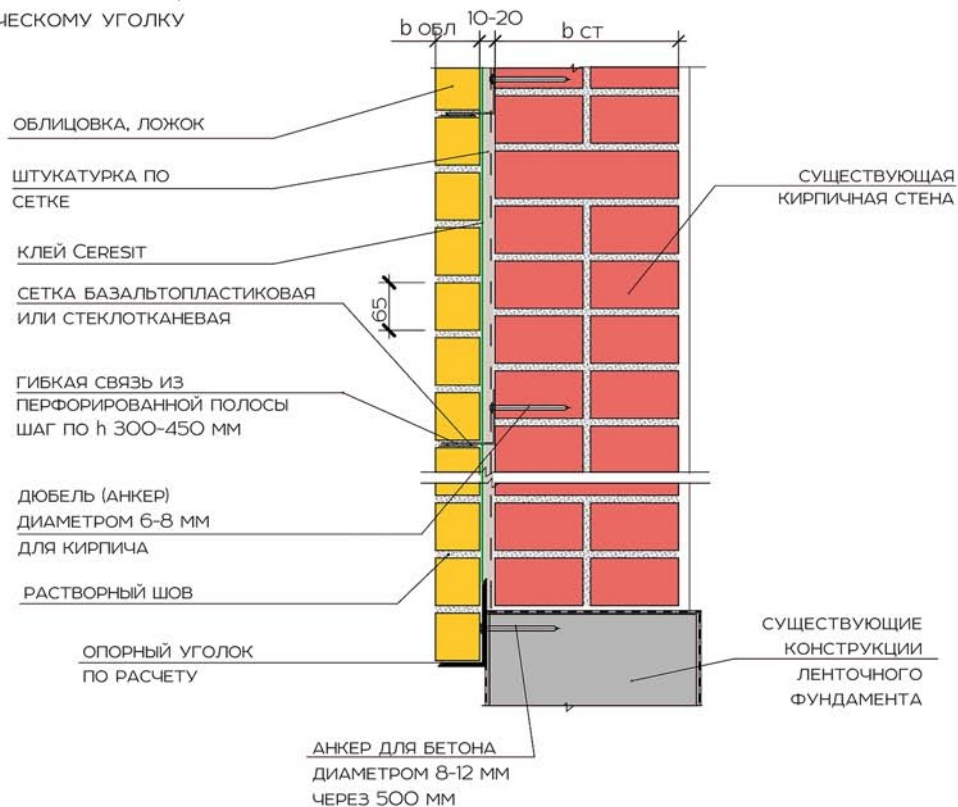 ЧЕСКОМУ УГОЛКУ
b обл
10-20
b ст
ОБЛИЦОВКА, ЛОЖОК
ШТУКАТУРКА ПО
СЕТКЕ
КЛЕЙ CERESIT
СЕТКА БАЗАЛЬТОПЛАСТИКОВАЯ
ИЛИ СТЕКЛОТКАНЕВАЯ
65
ГИБКАЯ СВЯЗЬ ИЗ
ПЕРФОРИРОВАННОЙ ПОЛОСЫ
ШАГ ПО h 300-450 ММ
ДЮБЕЛЬ (АНКЕР)
ДИАМЕТРОМ 6-8 ММ
ДЛЯ КИРПИЧА
РАСТВОРНЫЙ ШОВ
ОПОРНЫЙ УГОЛОК
ПО РАСЧЕТУ
АНКЕР ДЛЯ БЕТОНА
ДИАМЕТРОМ 8-12 ММ
ЧЕРЕЗ 500 ММ
СУЩЕСТВУЮЩАЯ
КИРПИЧНАЯ СТЕНА
СУЩЕСТВУЮЩИЕ
КОНСТРУКЦИИ
ЛЕНТОЧНОГО
ФУНДАМЕНТА